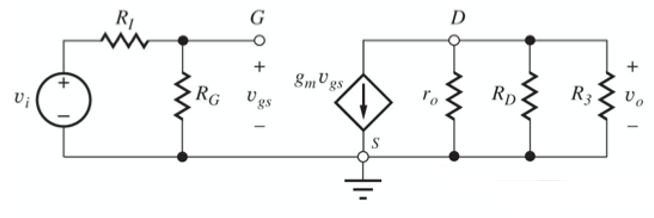 R_I G D
+ + +
v_i R_G v_gs g_m v_gs r_o R_D R_3 v_o
− − −
S